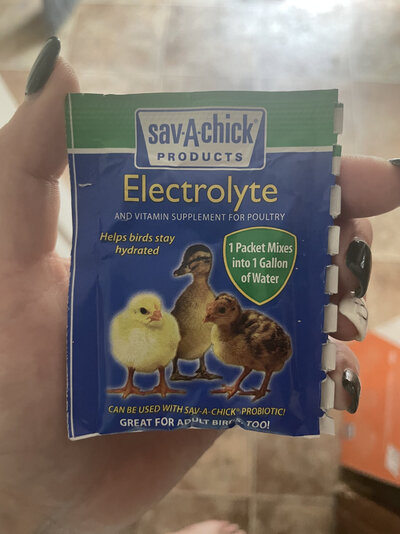 sav-A-chick®
PRODUCTS
Electrolyte
AND VITAMIN SUPPLEMENT FOR POULTRY
Helps birds stay
hydrated
1 Packet Mixes
into 1 Gallon
of Water
CAN BE USED WITH SAV-A-CHICK® PROBIOTIC!
GREAT FOR ADULT BIRDS, TOO!